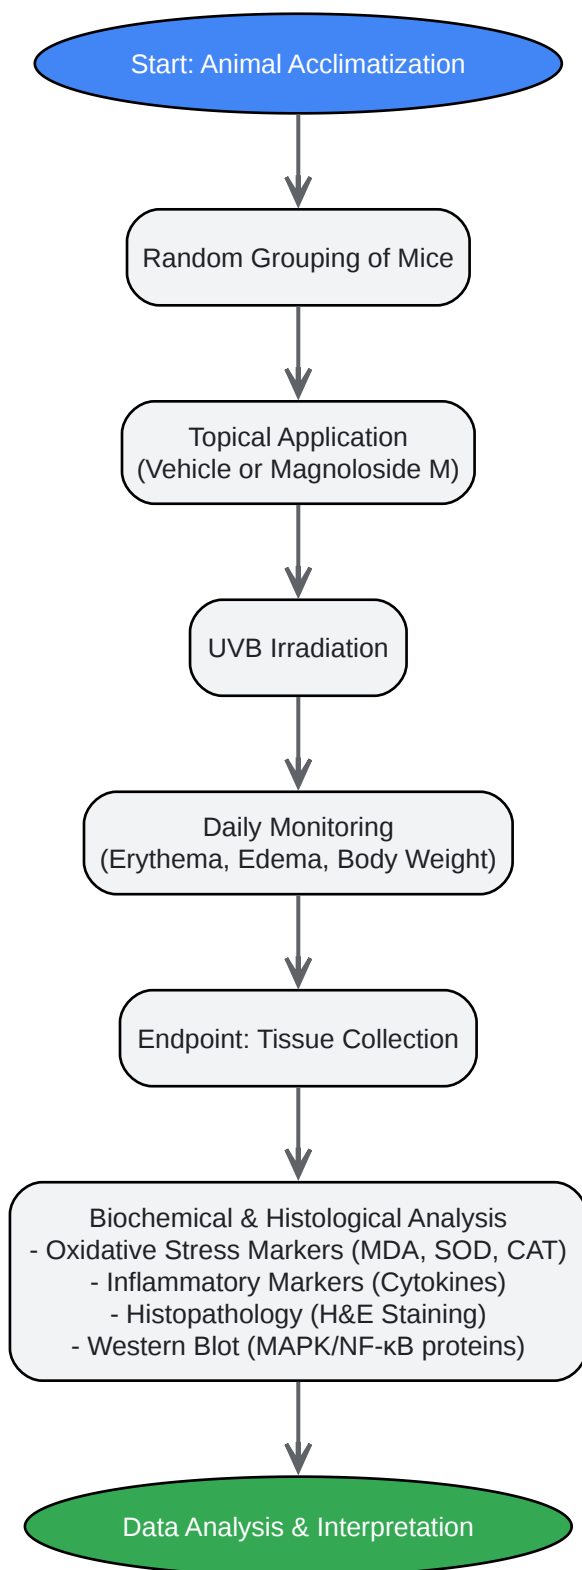 Start: Animal Acclimatization
Random Grouping of Mice
Topical Application
(Vehicle or Magnoloside M)
UVB Irradiation
Daily Monitoring
(Erythema, Edema, Body Weight)
Endpoint: Tissue Collection
Biochemical & Histological Analysis
- Oxidative Stress Markers (MDA, SOD, CAT)
- Inflammatory Markers (Cytokines)
- Histopathology (H&E Staining)
- Western Blot (MAPK/NF-κB proteins)
Data Analysis & Interpretation